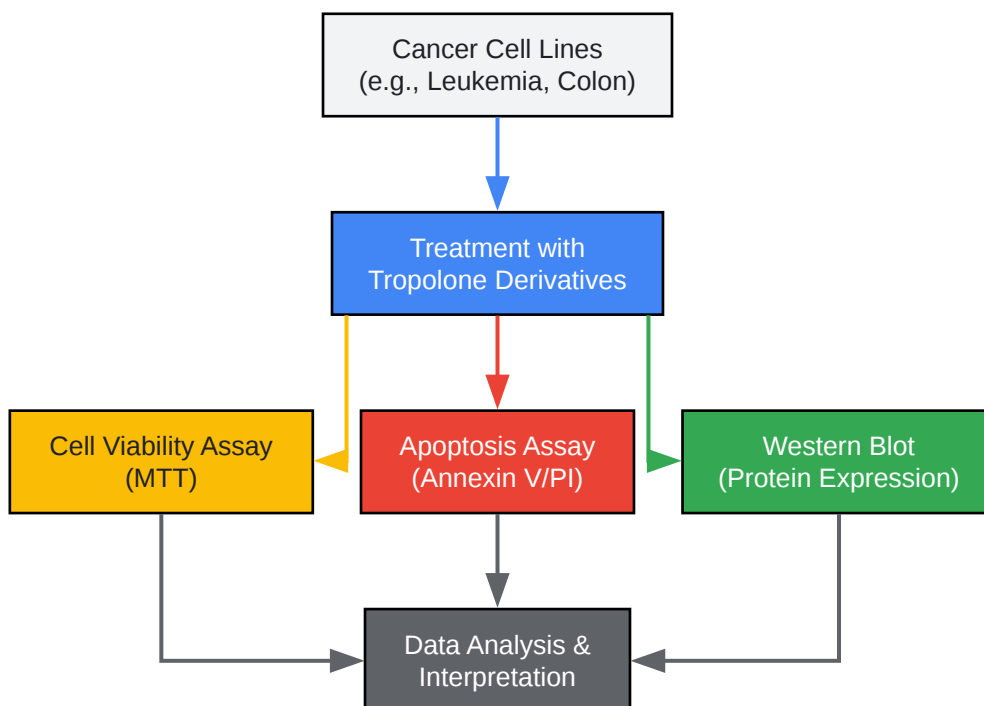 Cancer Cell Lines
(e.g., Leukemia, Colon)
Treatment with
Tropolone Derivatives
Cell Viability Assay
(MTT)
Apoptosis Assay
(Annexin V/PI)
Western Blot
(Protein Expression)
Data Analysis &
Interpretation